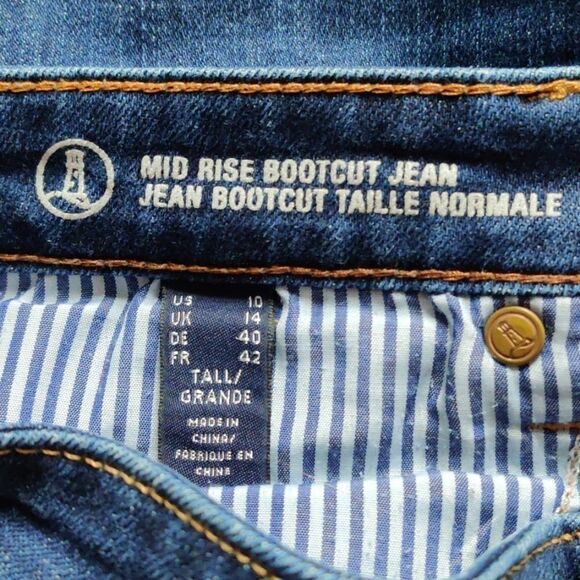 MID RISE BOOTCUT JEAN
JEAN BOOTCUT TAILLE NORMALE
US 10
UK 14
DE 40
FR 42
TALL/
GRANDE
MADE IN
CHINA/
FABRIQUE EN
CHINE